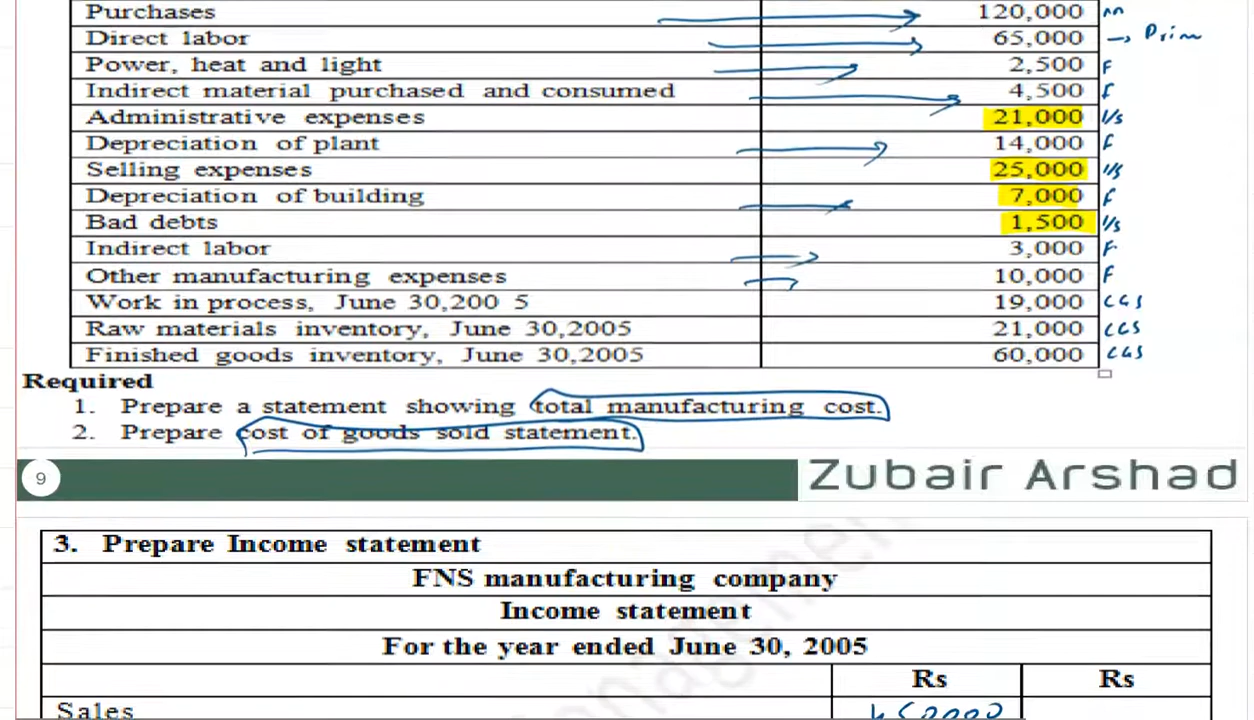 Purchases 120,000
Direct labor 65,000 → Prim
Power, heat and light 2,500 F
Indirect material purchased and consumed 4,500 F
Administrative expenses 21,000 I/S
Depreciation of plant 14,000 F
Selling expenses 25,000 I/S
Depreciation of building 7,000 F
Bad debts 1,500 I/S
Indirect labor 3,000 F
Other manufacturing expenses 10,000 F
Work in process, June 30,200 5 19,000 CGS
Raw materials inventory, June 30,2005 21,000 CGS
Finished goods inventory, June 30,2005 60,000 CGS
Required
1. Prepare a statement showing total manufacturing cost.
2. Prepare cost of goods sold statement.
9 Zubair Arshad
3. Prepare Income statement
FNS manufacturing company
Income statement
For the year ended June 30, 2005
Rs Rs
Sales